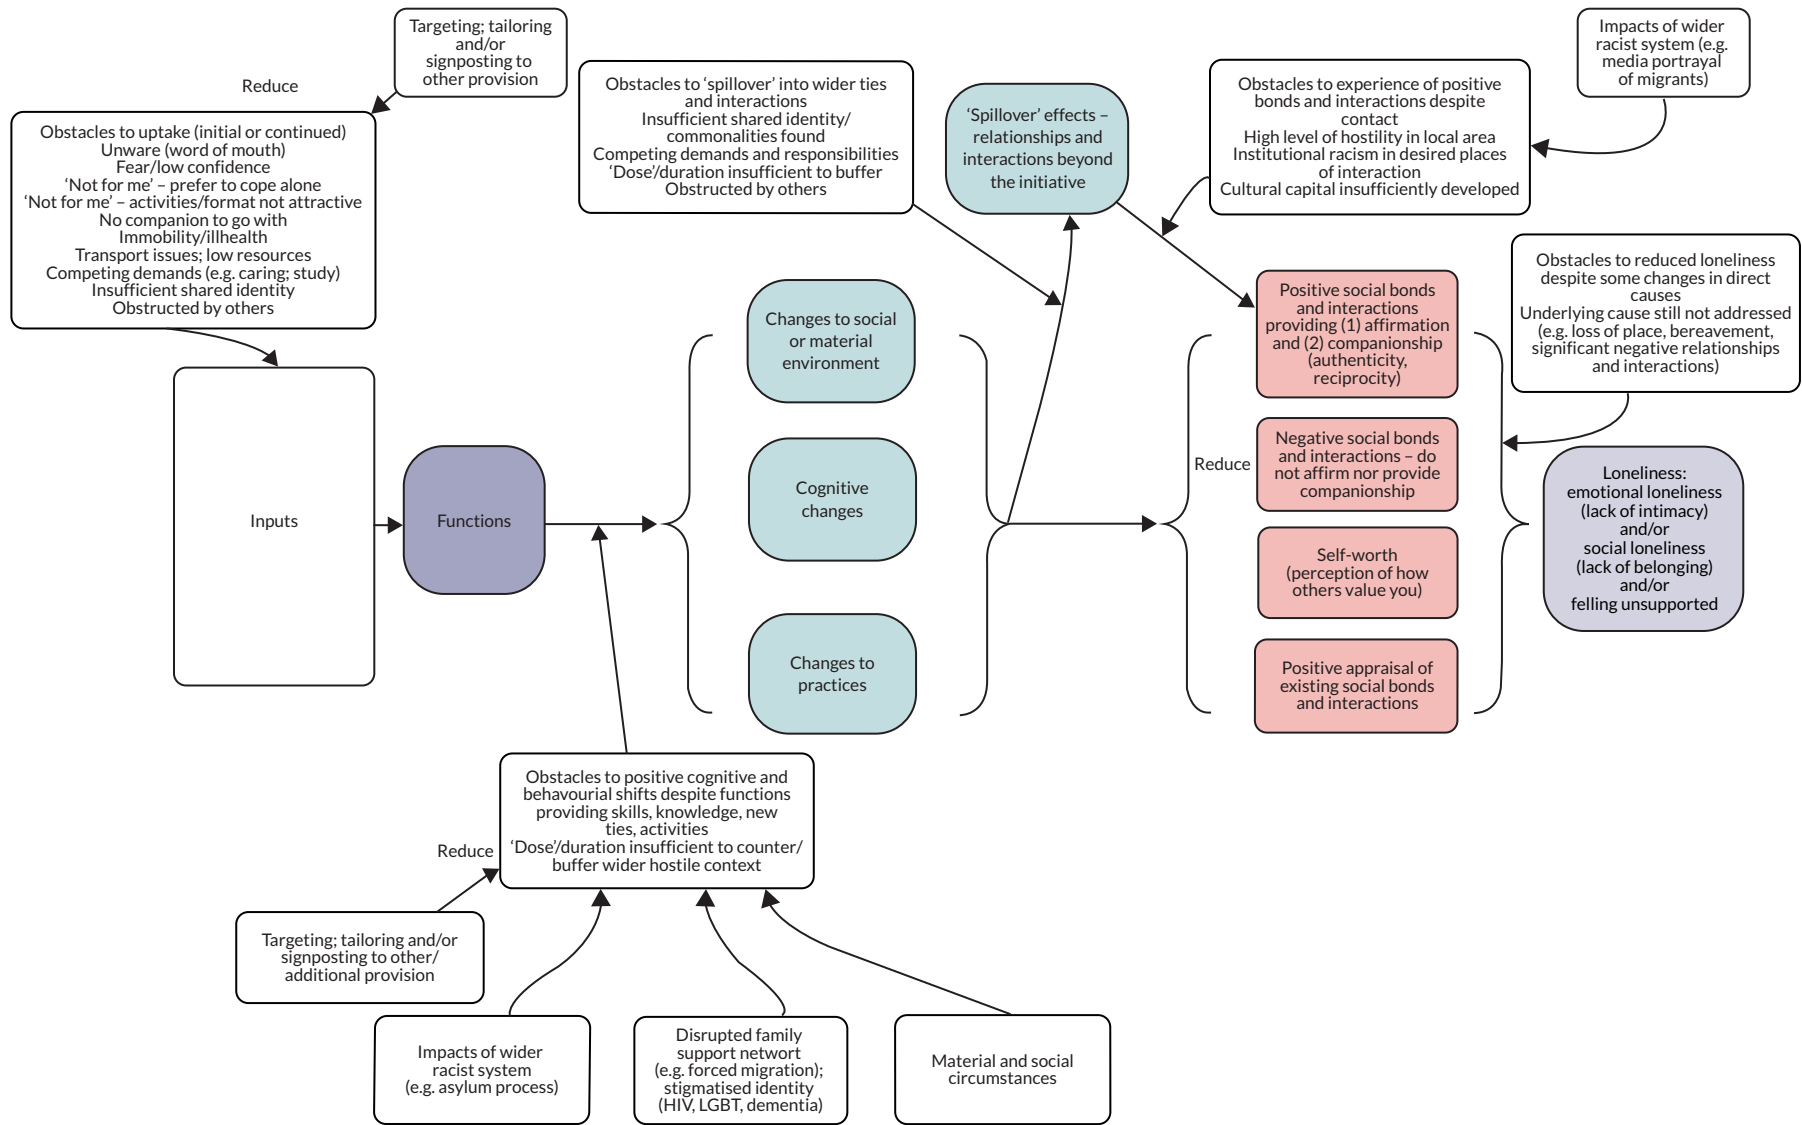 Targeting; tailoring
and/or
signposting to
other provision
Reduce
Obstacles to uptake (initial or continued)
Unware (word of mouth)
Fear/low confidence
‘Not for me’ – prefer to cope alone
‘Not for me’ – activities/format not attractive
No companion to go with
Immobility/illhealth
Transport issues; low resources
Competing demands (e.g. caring; study)
Insufficient shared identity
Obstructed by others
Obstacles to ‘spillover’ into wider ties
and interactions
Insufficient shared identity/
commonalities found
Competing demands and responsibilities
‘Dose’/duration insufficient to buffer
Obstructed by others
‘Spillover’ effects –
relationships and
interactions beyond
the initiative
Obstacles to experience of positive
bonds and interactions despite
contact
High level of hostility in local area
Institutional racism in desired places
of interaction
Cultural capital insufficiently developed
Impacts of wider
racist system (e.g.
media portrayal
of migrants)
Obstacles to reduced loneliness
despite some changes in direct
causes
Underlying cause still not addressed
(e.g. loss of place, bereavement,
significant negative relationships
and interactions)
Inputs
Functions
Changes to social
or material
environment
Cognitive
changes
Changes to
practices
Positive social bonds
and interactions
providing (1) affirmation
and (2) companionship
(authenticity,
reciprocity)
Reduce
Negative social bonds
and interactions – do
not affirm nor provide
companionship
Self-worth
(perception of how
others value you)
Positive appraisal of
existing social bonds
and interactions
Loneliness:
emotional loneliness
(lack of intimacy)
and/or
social loneliness
(lack of belonging)
and/or
felling unsupported
Obstacles to positive cognitive and
behavourial shifts despite functions
providing skills, knowledge, new
ties, activities
‘Dose’/duration insufficient to counter/
buffer wider hostile context
Reduce
Targeting; tailoring and/or
signposting to other/
additional provision
Impacts of wider
racist system
(e.g. asylum process)
Disrupted family
support networt
(e.g. forced migration);
stigmatised identity
(HIV, LGBT, dementia)
Material and social
circumstances